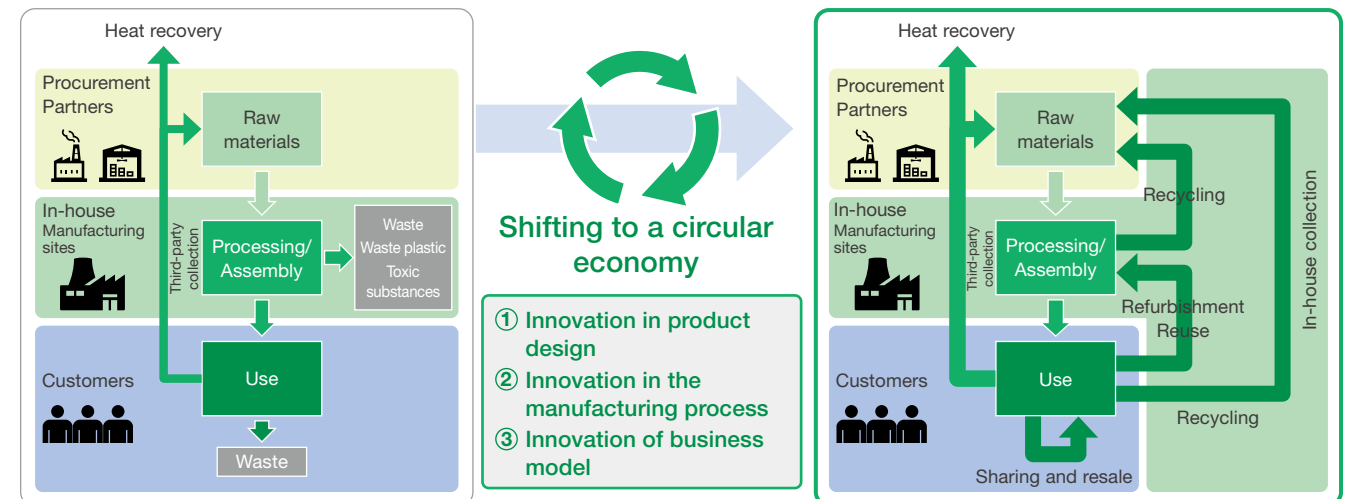 Heat recovery
Procurement
Partners
Raw
materials
In-house
Manufacturing
sites
Third-party
collection
Processing/
Assembly
Waste
Waste plastic
Toxic
substances
Customers
Use
Waste
Shifting to a circular
economy
① Innovation in product
design
② Innovation in the
manufacturing process
③ Innovation of business
model
Heat recovery
Procurement
Partners
Raw
materials
Recycling
In-house
Manufacturing
sites
Third-party
collection
Processing/
Assembly
Refurbishment
Reuse
In-house collection
Customers
Use
Recycling
Sharing and resale